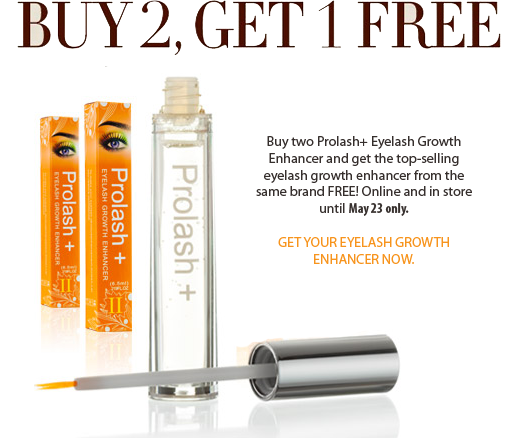 BUY 2, GET 1 FREE
Buy two Prolash+ Eyelash Growth
Enhancer and get the top-selling
eyelash growth enhancer from the
same brand FREE! Online and in store
until May 23 only.
GET YOUR EYELASH GROWTH
ENHANCER NOW.
Prolash +
EYELASH GROWTH ENHANCER
II
Prolash +
EYELASH GROWTH ENHANCER
II
Prolash +